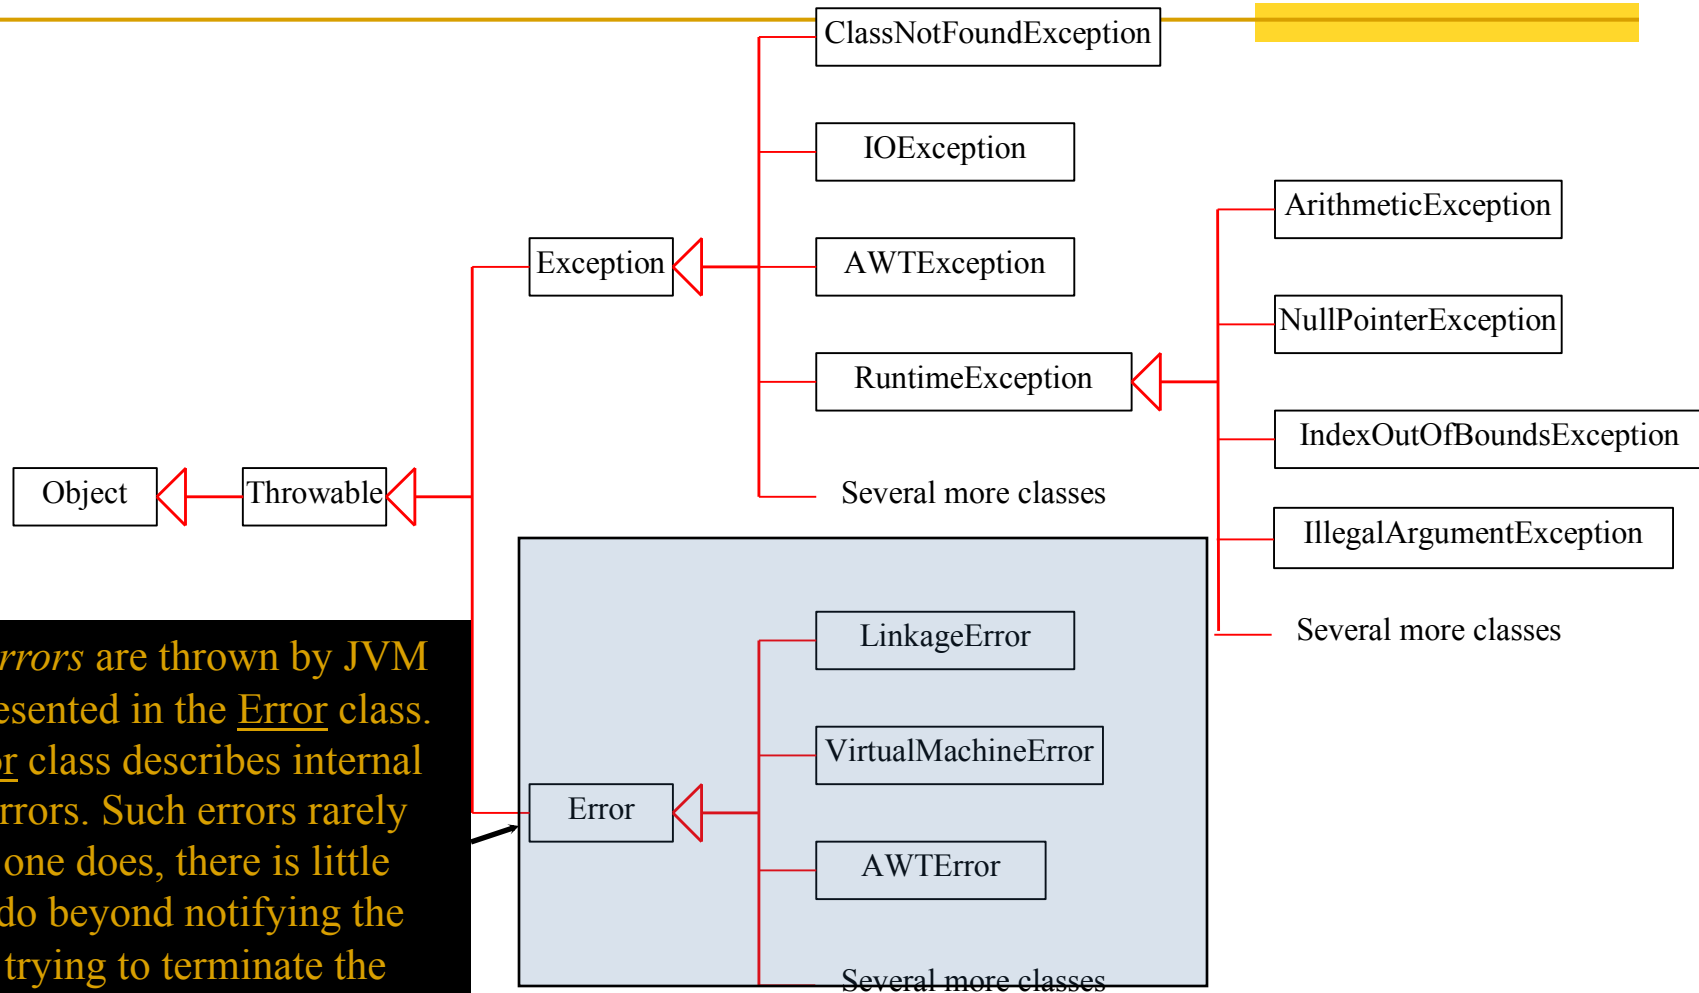 ClassNotFoundException
IOException
ArithmeticException
Exception
AWTException
NullPointerException
RuntimeException
IndexOutOfBoundsException
Object
Throwable
Several more classes
IllegalArgumentException
LinkageError
Several more classes
rrors are thrown by JVM
esented in the Error class.
or class describes internal
rrors. Such errors rarely
one does, there is little
do beyond notifying the
trying to terminate the
VirtualMachineError
Error
AWTError
Several more classes